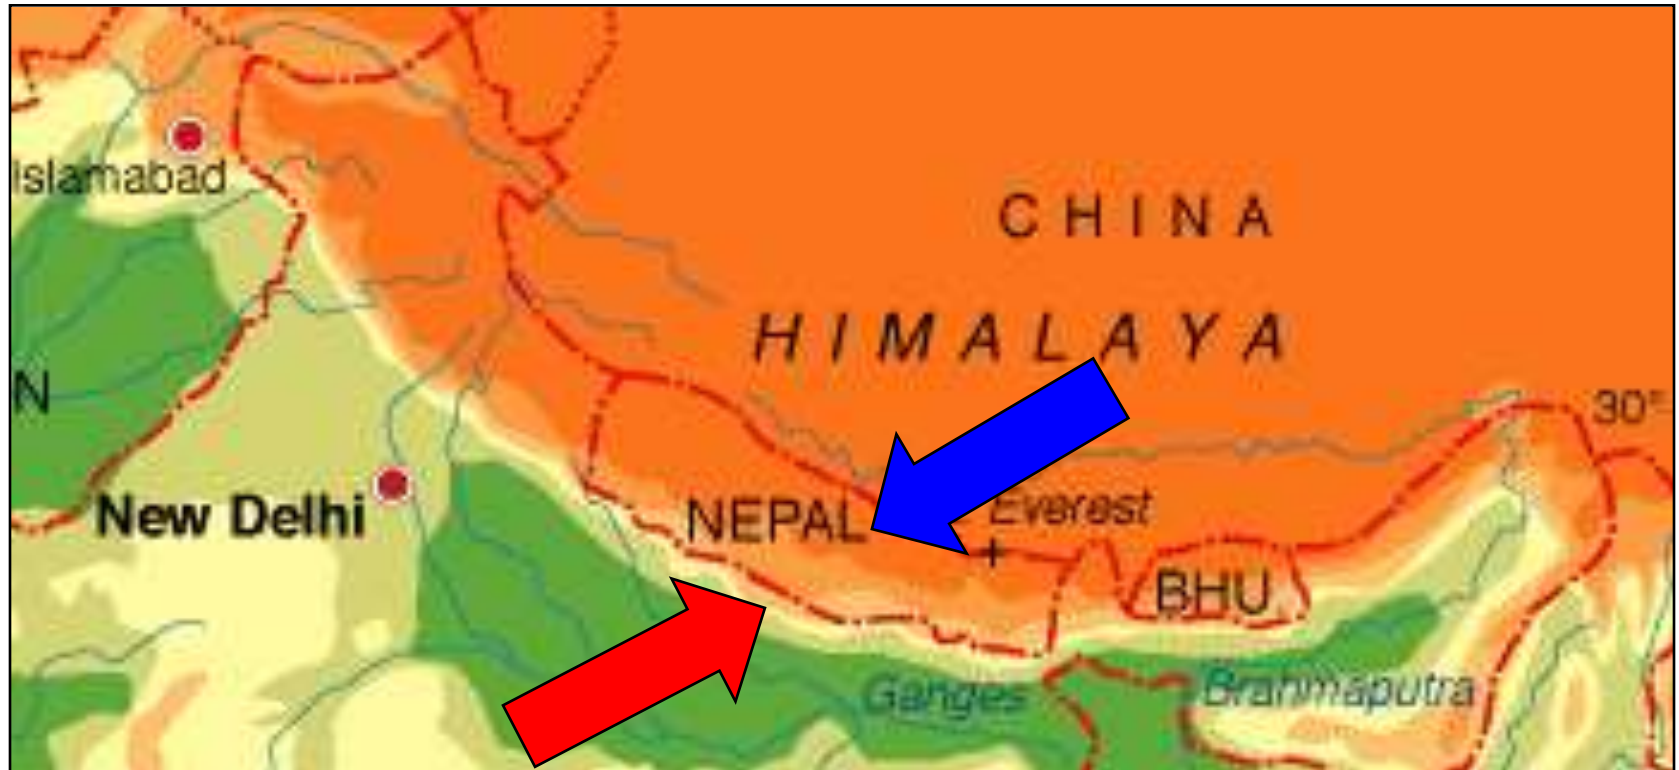 Islamabad
CHINA
HIMALAYA
N
30°
New Delhi
NEPAL
Everest
BHU.
Ganges
Brahmaputra